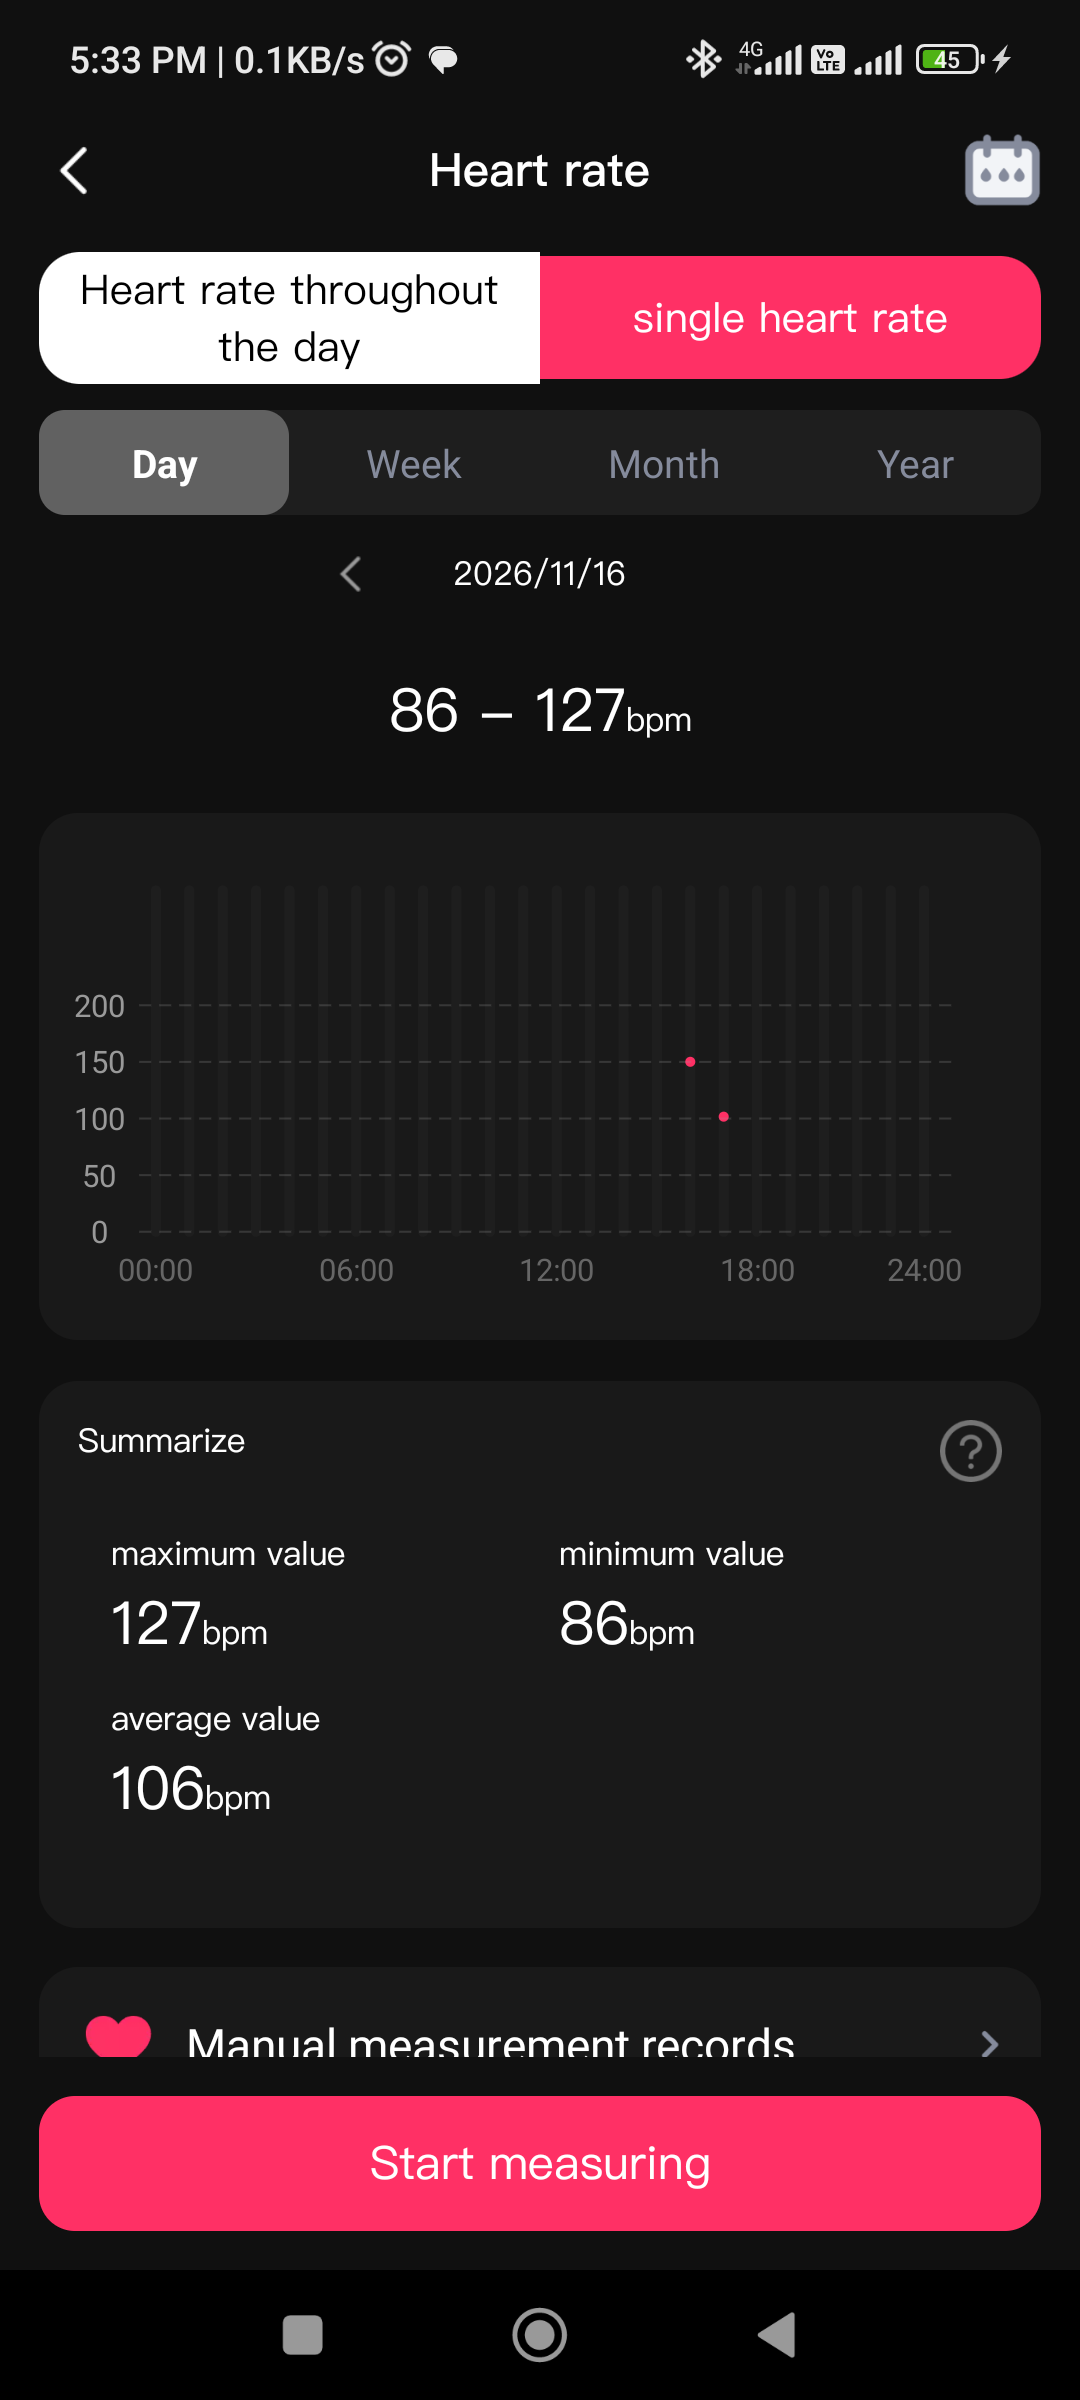 5:33 PM | 0.1KB/s 4G Vo LTE 45
Heart rate
Heart rate throughout
the day
single heart rate
Day Week Month Year
2026/11/16
86 – 127bpm
200
150
100
50
0
00:00 06:00 12:00 18:00 24:00
Summarize
maximum value minimum value
127bpm 86bpm
average value
106bpm
Manual measurement records
Start measuring